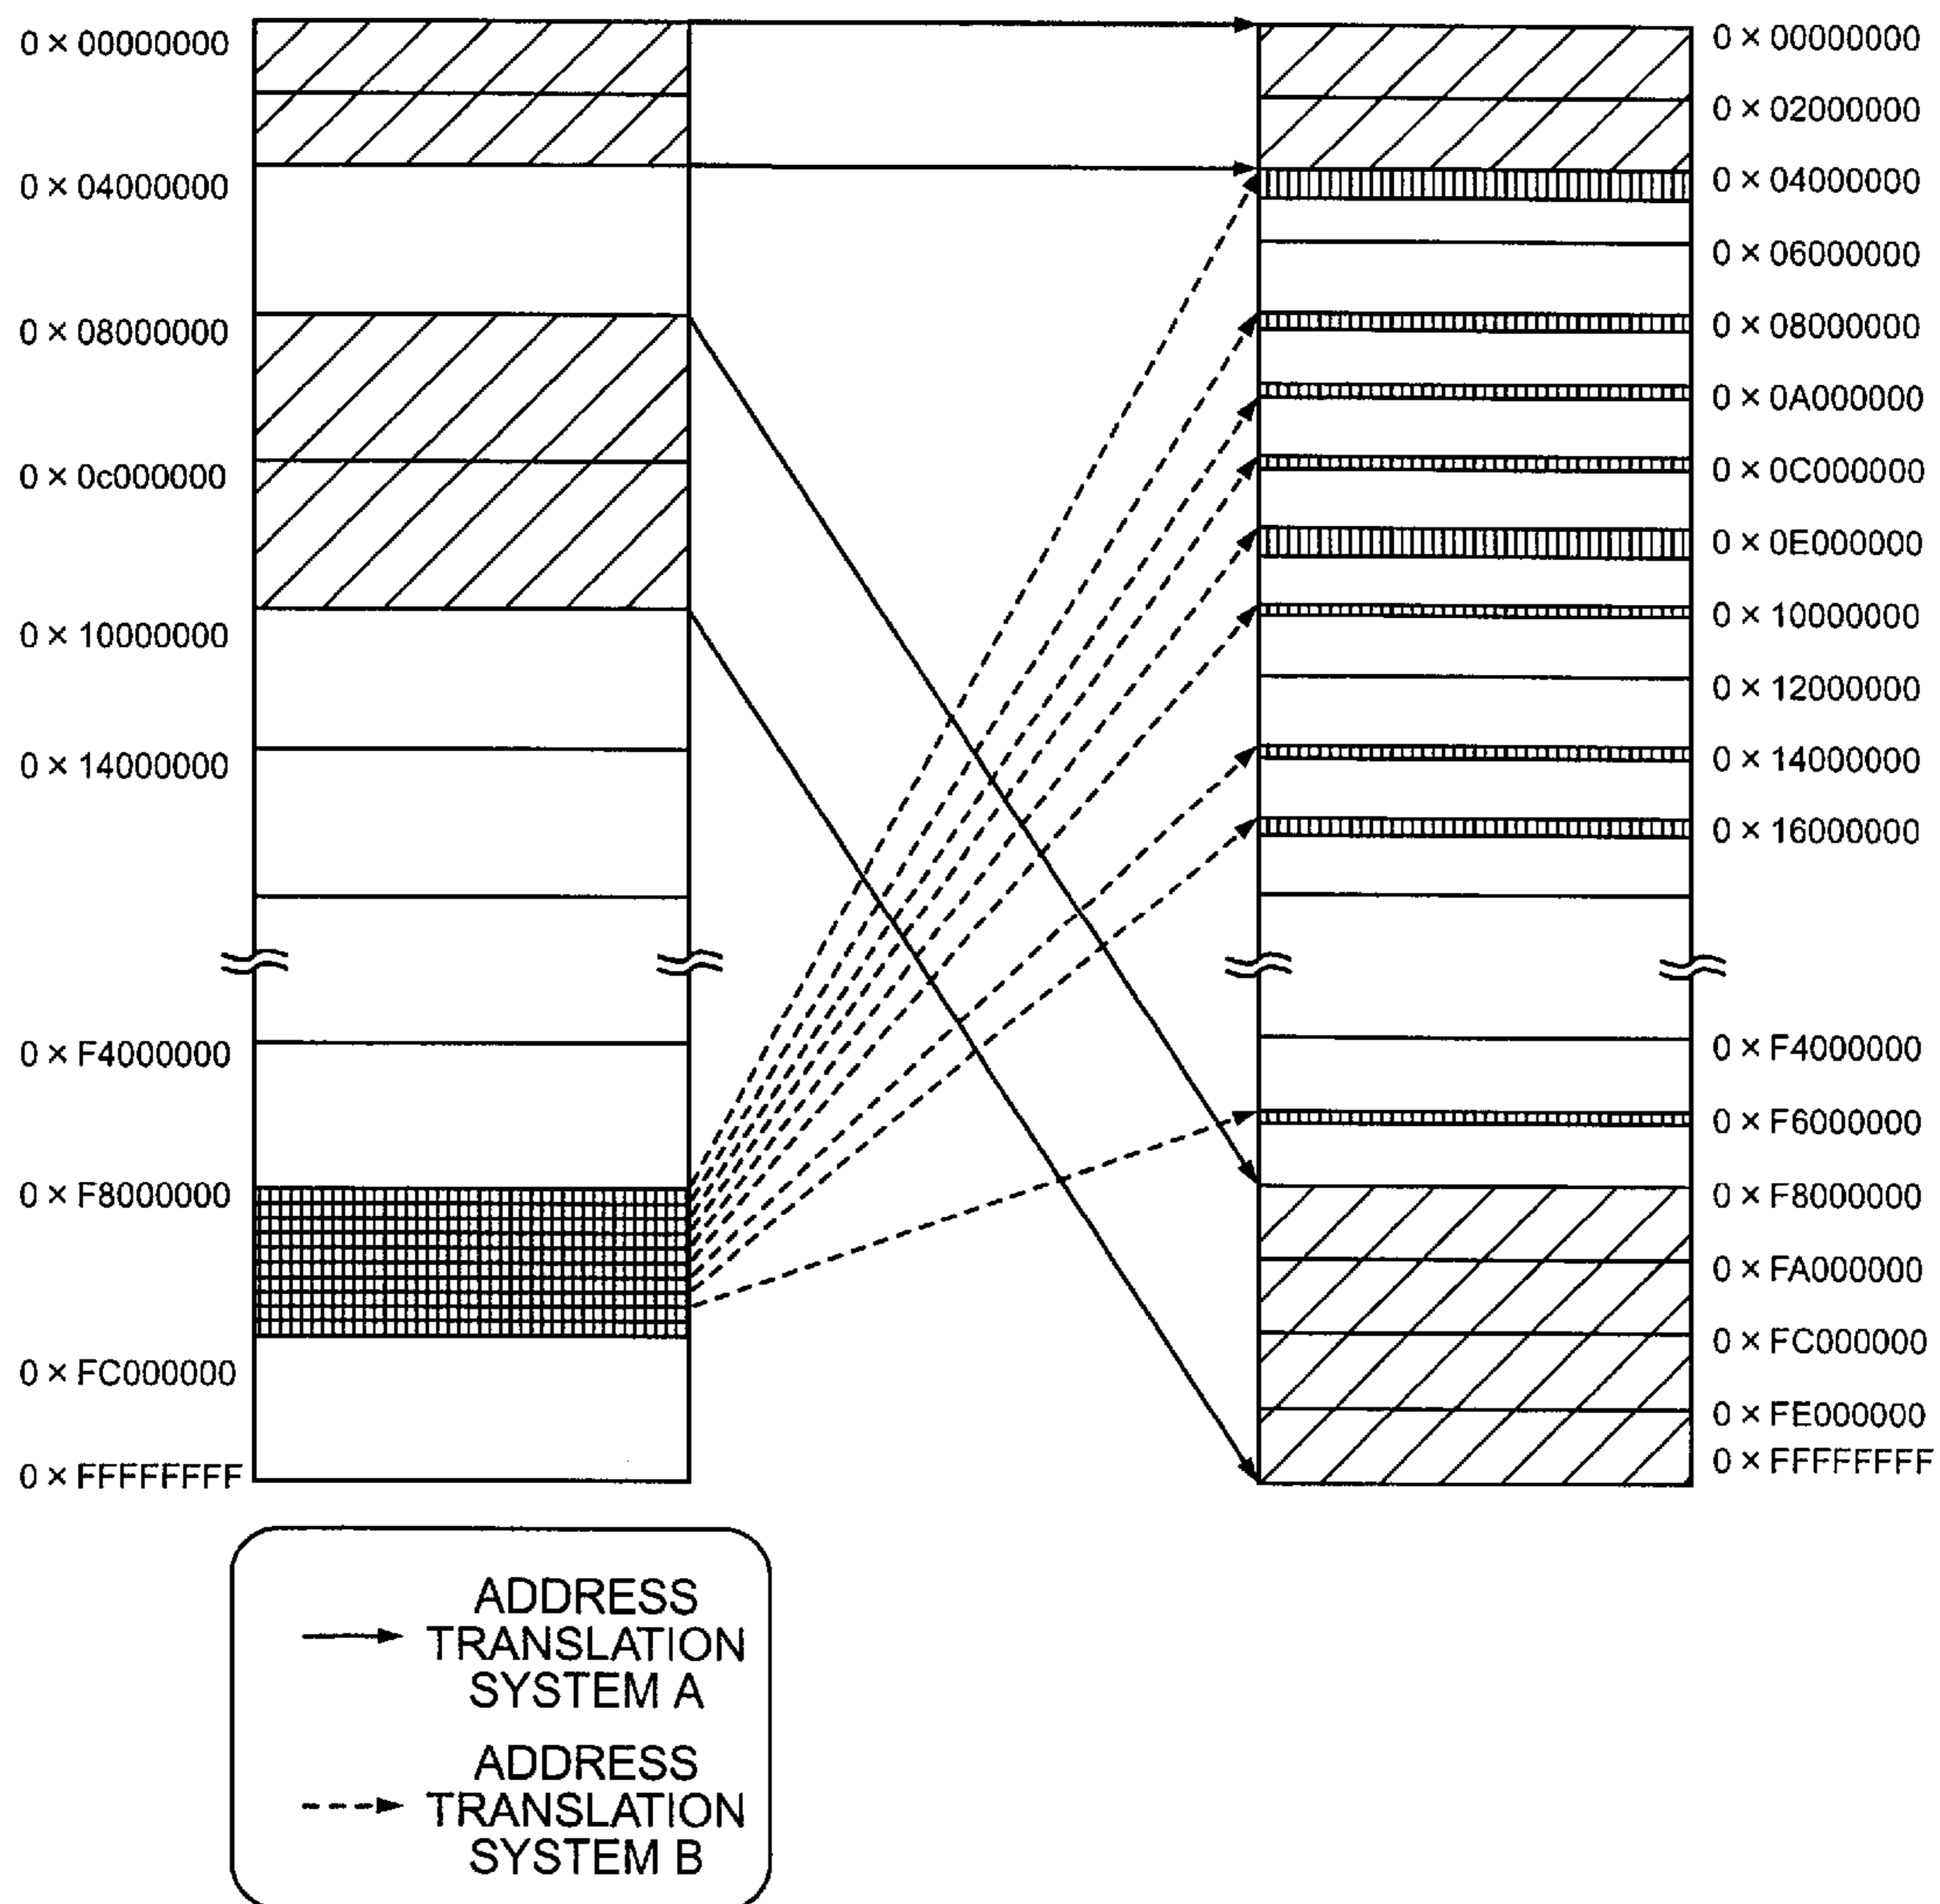 0 × 00000000
0 × 04000000
0 × 08000000
0 × 0c000000
0 × 10000000
0 × 14000000
0 × F4000000
0 × F8000000
0 × FC000000
0 × FFFFFFFF
0 × 00000000
0 × 02000000
0 × 04000000
0 × 06000000
0 × 08000000
0 × 0A000000
0 × 0C000000
0 × 0E000000
0 × 10000000
0 × 12000000
0 × 14000000
0 × 16000000
0 × F4000000
0 × F6000000
0 × F8000000
0 × FA000000
0 × FC000000
0 × FE000000
0 × FFFFFFFF
ADDRESS
TRANSLATION
SYSTEM A
ADDRESS
TRANSLATION
SYSTEM B